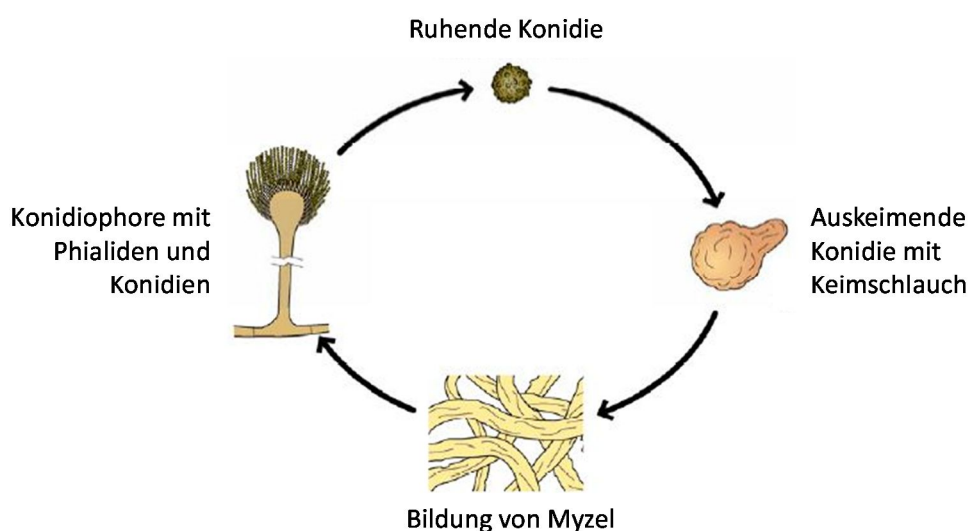 Ruhende Konidie
Auskeimende
Konidie mit
Keimschlauch
Bildung von Myzel
Konidiophore mit
Phialiden und
Konidien